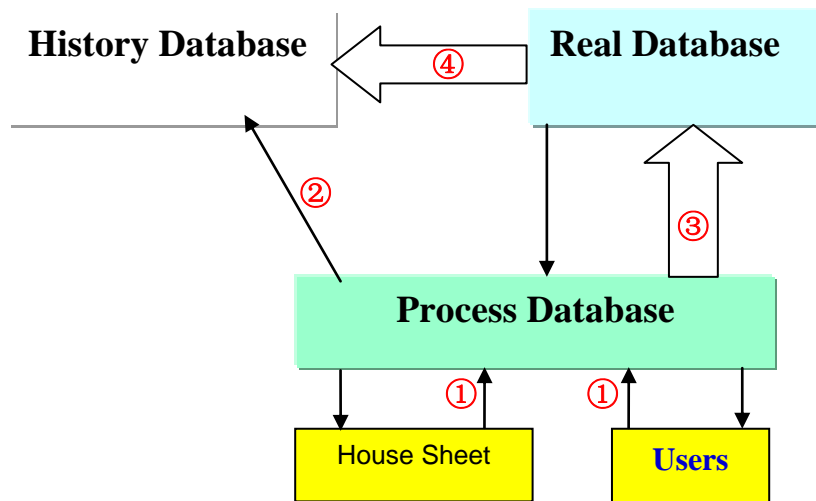 History Database
Real Database
④
②
③
Process Database
①
①
House Sheet
Users